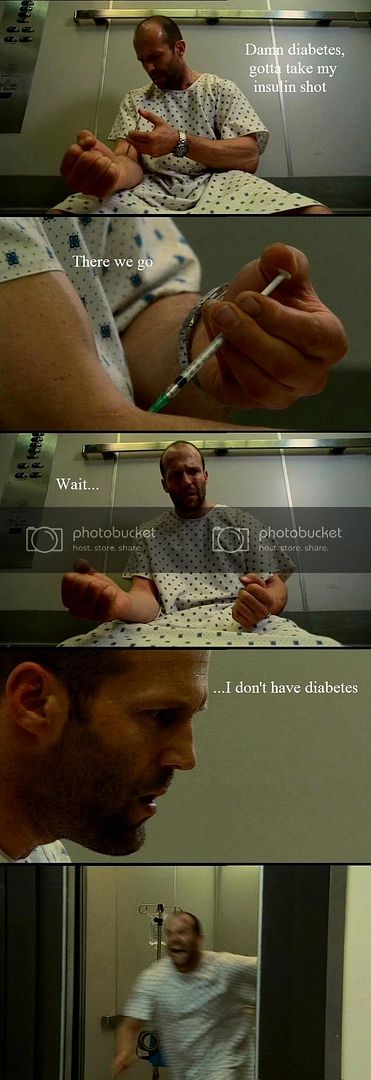 Damn diabetes,
gotta take my
insulin shot
There we go
Wait...
photobucket
host. store. share.
photobucket
host. store. share.
...I don't have diabetes